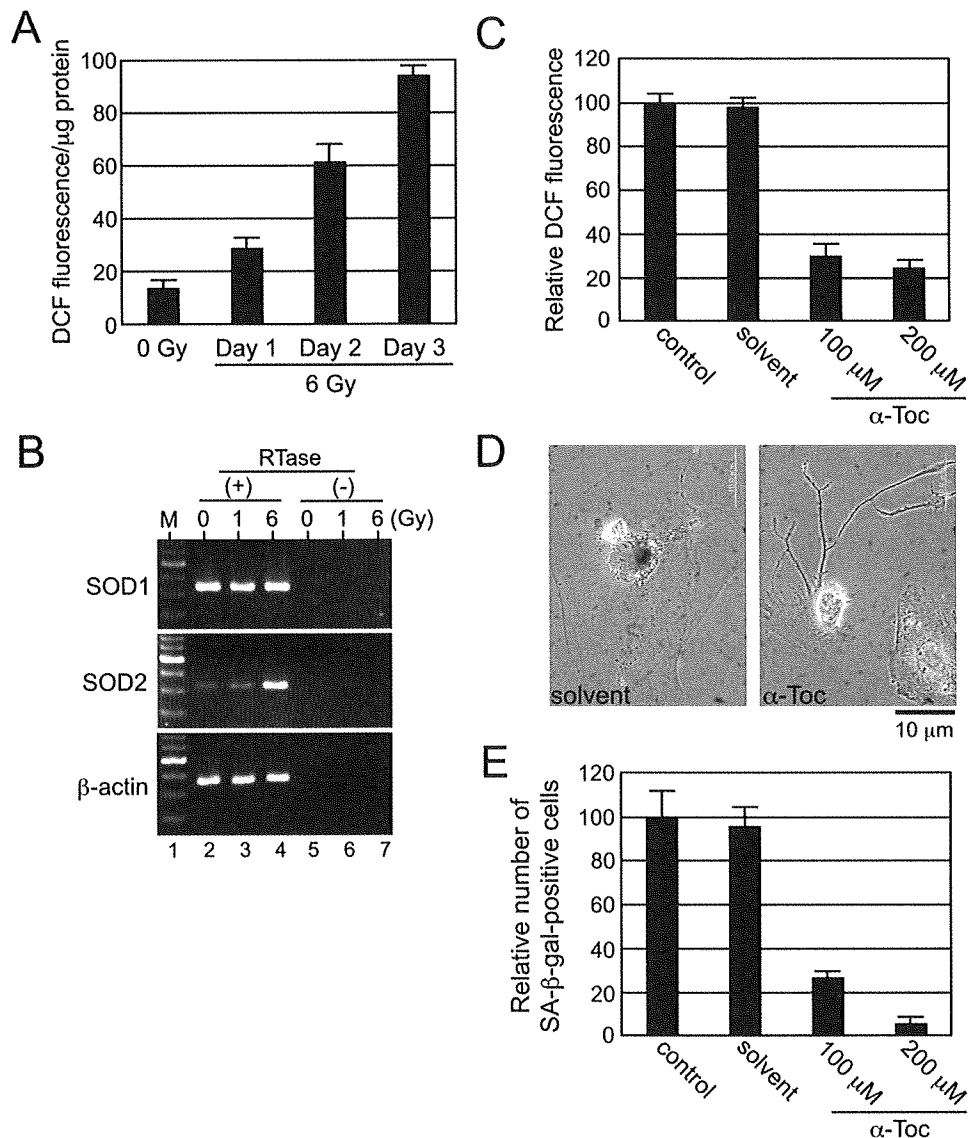 A
DCF fluorescence/μg protein
100
80
60
40
20
0
0 Gy Day 1 Day 2 Day 3
6 Gy
B
RTase
(+) (-)
M 0 1 6 0 1 6 (Gy)
SOD1
SOD2
β-actin
1 2 3 4 5 6 7
C
Relative DCF fluorescence
120
100
80
60
40
20
0
control solvent 100 μM 200 μM
α-Toc
D
solvent α-Toc
10 μm
E
Relative number of
SA-β-gal-positive cells
120
100
80
60
40
20
0
control solvent 100 μM 200 μM
α-Toc